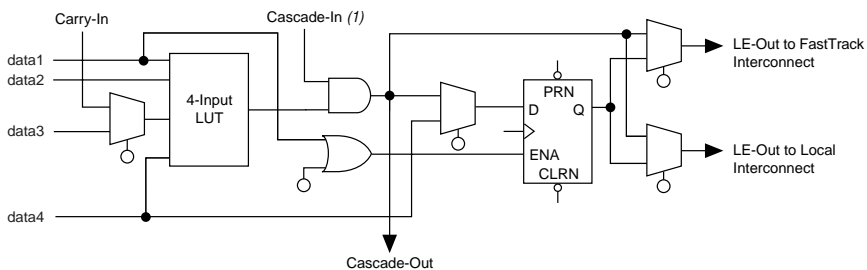 Carry-In
Cascade-In (1)
data1
data2
data3
data4
4-Input
LUT
PRN
D
Q
ENA
CLRN
LE-Out to FastTrack
Interconnect
LE-Out to Local
Interconnect
Cascade-Out